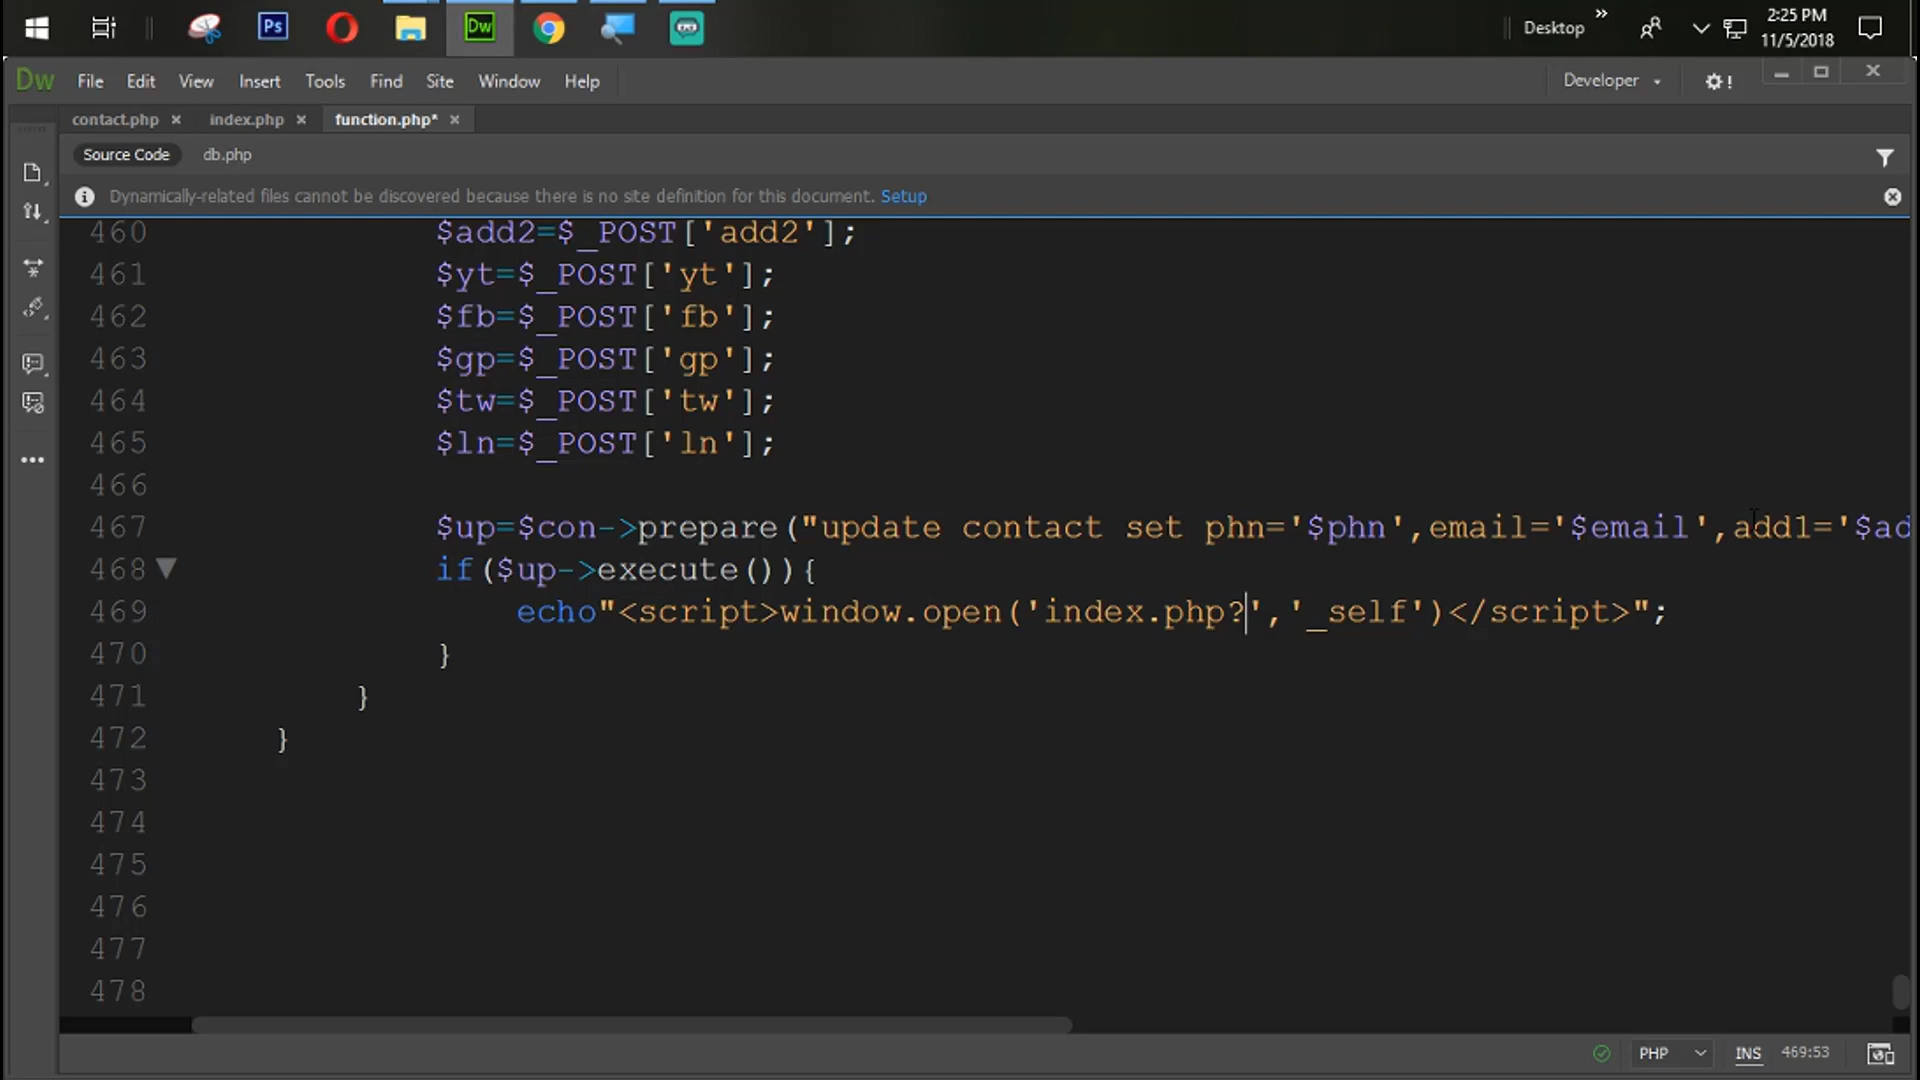 Ps
Dw
Desktop
»
2:25 PM
11/5/2018
Dw File Edit View Insert Tools Find Site Window Help
Developer
!
contact.php × index.php × function.php* ×
Source Code db.php
Dynamically-related files cannot be discovered because there is no site definition for this document. Setup
460 $add2=$_POST['add2'];
461 $yt=$_POST['yt'];
462 $fb=$_POST['fb'];
463 $gp=$_POST['gp'];
464 $tw=$_POST['tw'];
465 $ln=$_POST['ln'];
466
467 $up=$con->prepare("update contact set phn='$phn',email='$email',add1='$ad
468 if($up->execute()){
469 echo"<script>window.open('index.php?','_self')</script>";
470 }
471 }
472 }
473
474
475
476
477
478
PHP INS 469:53